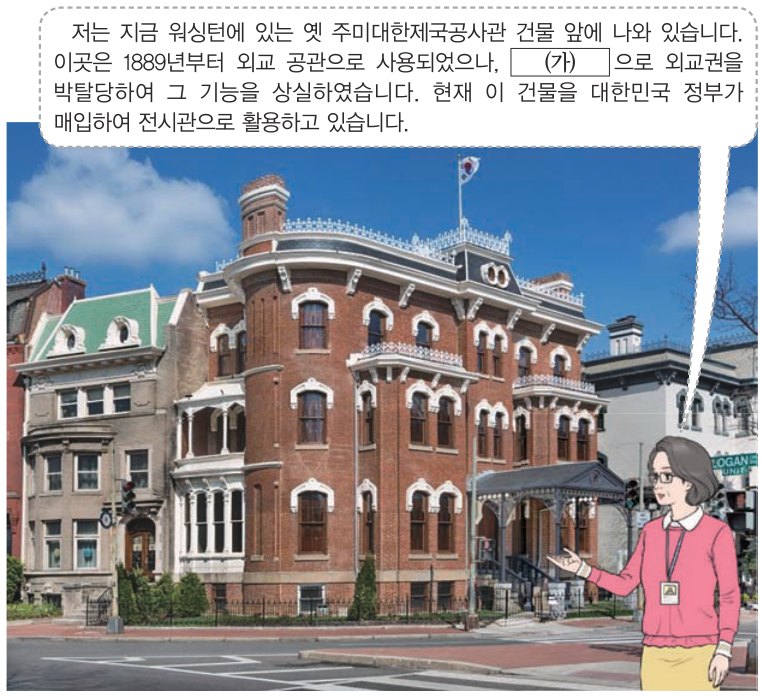 저는 지금 워싱턴에 있는 옛 주미대한제국공사관 건물 앞에 나와 있습니다.
이곳은 1889년부터 외교 공관으로 사용되었으나, (가) 으로 외교권을
박탈당하여 그 기능을 상실하였습니다. 현재 이 건물을 대한민국 정부가
매입하여 전시관으로 활용하고 있습니다.
LOGAN